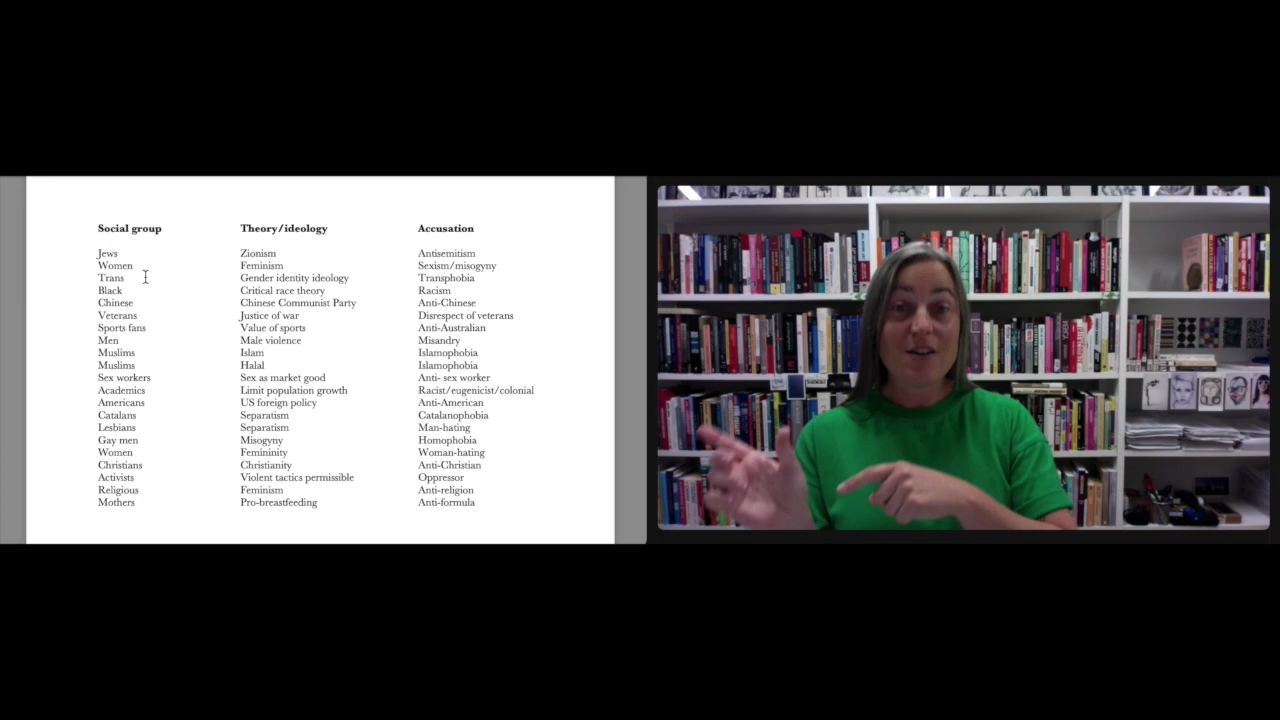 Social group Theory/ideology Accusation
Jews Zionism Antisemitism
Women Feminism Sexism/misogyny
Trans Gender identity ideology Transphobia
Black Critical race theory Racism
Chinese Chinese Communist Party Anti-Chinese
Veterans Justice of war Disrespect of veterans
Sports fans Value of sports Anti-Australian
Men Male violence Misandry
Muslims Islam Islamophobia
Muslims Halal Islamophobia
Sex workers Sex as market good Anti- sex worker
Academics Limit population growth Racist/eugenicist/colonial
Americans US foreign policy Anti-American
Catalans Separatism Catalanophobia
Lesbians Separatism Man-hating
Gay men Misogyny Homophobia
Women Femininity Woman-hating
Christians Christianity Anti-Christian
Activists Violent tactics permissible Oppressor
Religious Feminism Anti-religion
Mothers Pro-breastfeeding Anti-formula